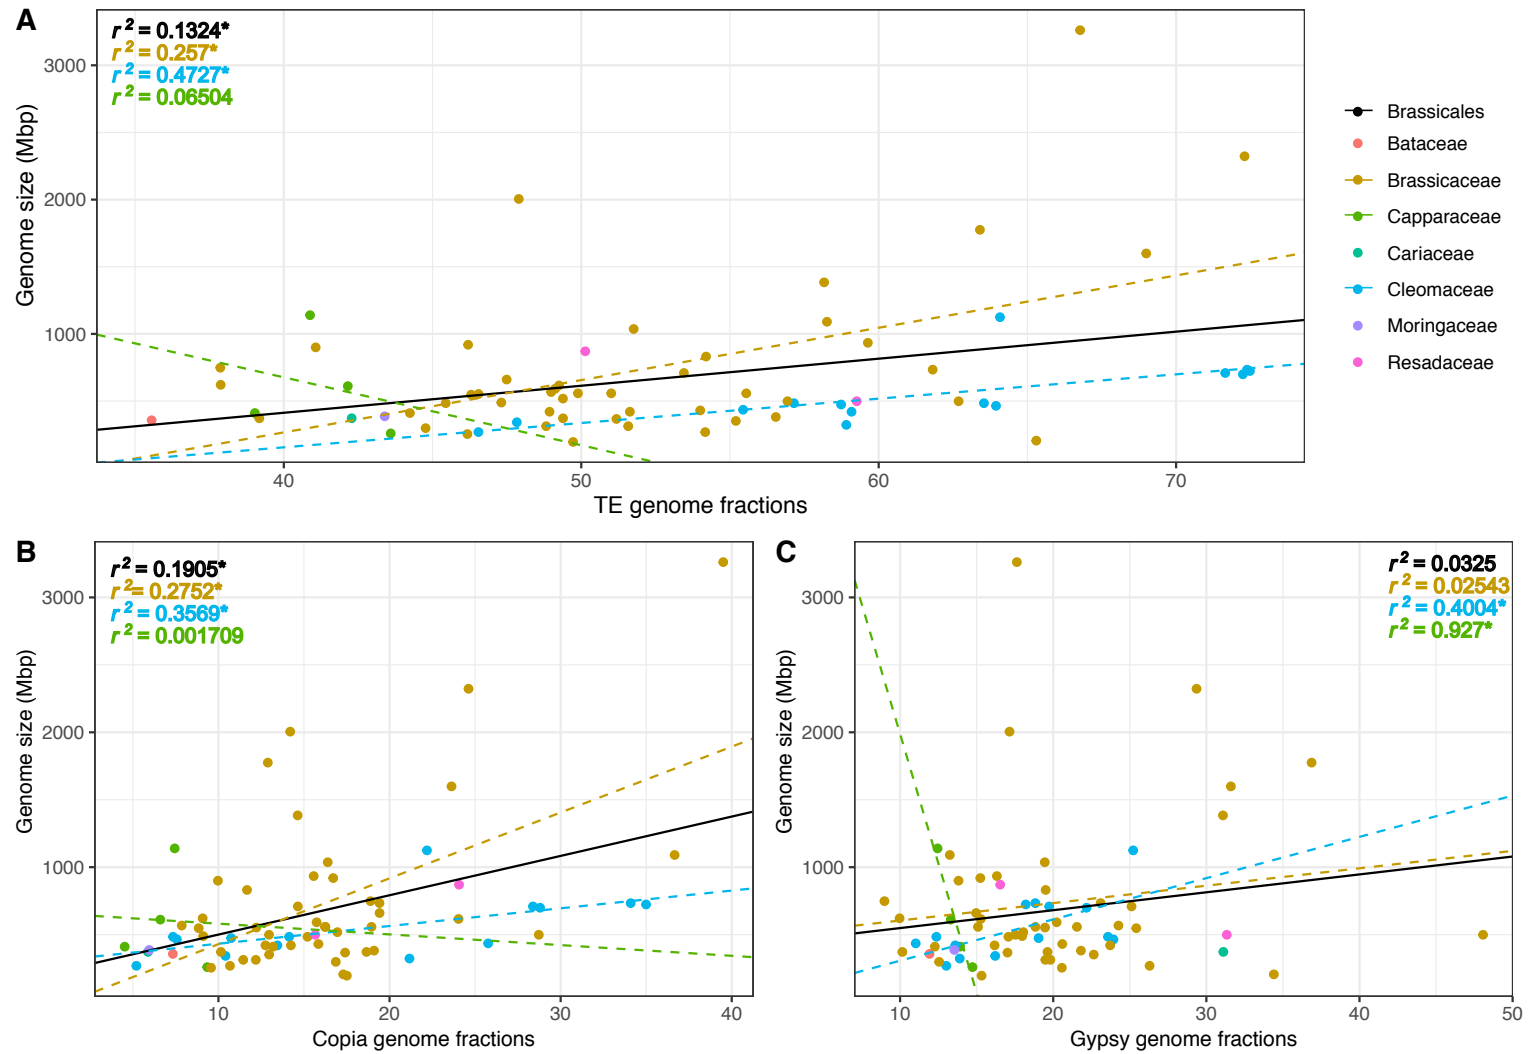 A
r² = 0.1324*
r² = 0.257*
r² = 0.4727*
r² = 0.06504
Genome size (Mbp)
3000
2000
1000
40 50 60 70
TE genome fractions
Brassicales
Bataceae
Brassicaceae
Capparaceae
Cariaceae
Cleomaceae
Moringaceae
Resadaceae
B
r² = 0.1905*
r²= 0.2752*
r² = 0.3569*
r² = 0.001709
Genome size (Mbp)
3000
2000
1000
10 20 30 40
Copia genome fractions
C
r² = 0.0325
r² = 0.02543
r² = 0.4004*
r² = 0.927*
Genome size (Mbp)
3000
2000
1000
10 20 30 40 50
Gypsy genome fractions